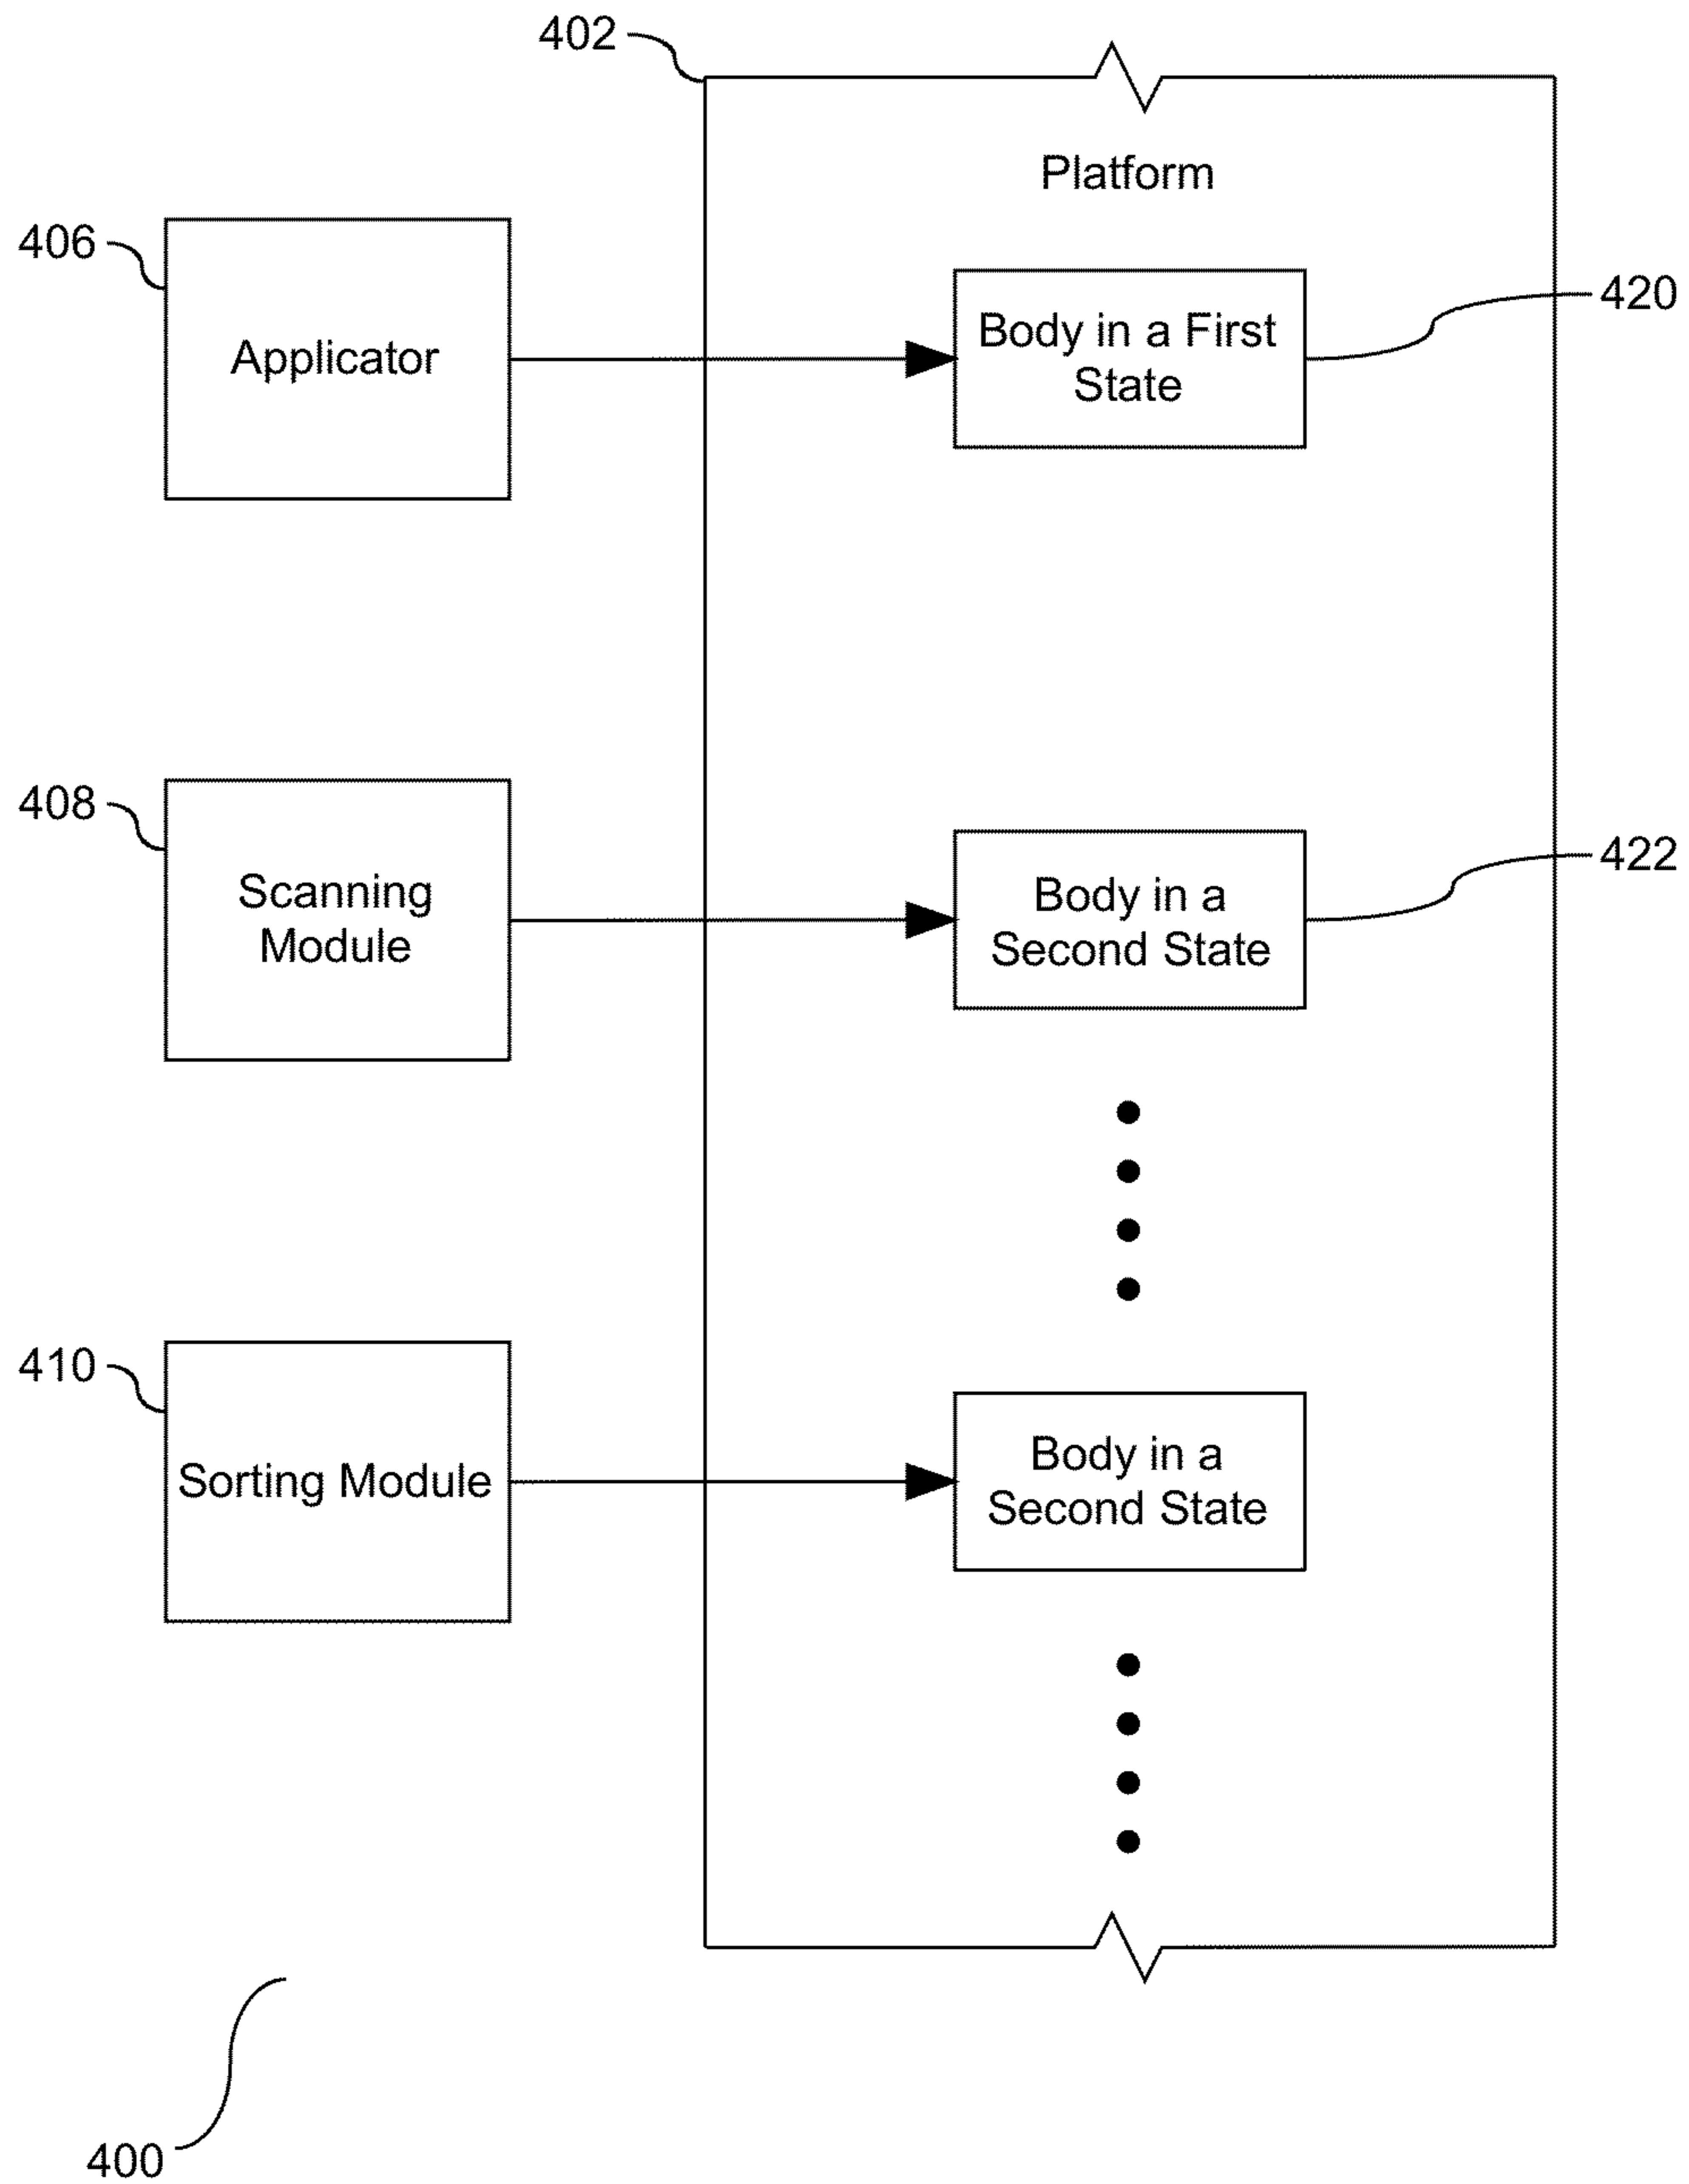 402
Platform
406
Applicator
Body in a First
State
420
408
Scanning
Module
Body in a
Second State
422
410
Sorting Module
Body in a
Second State
400